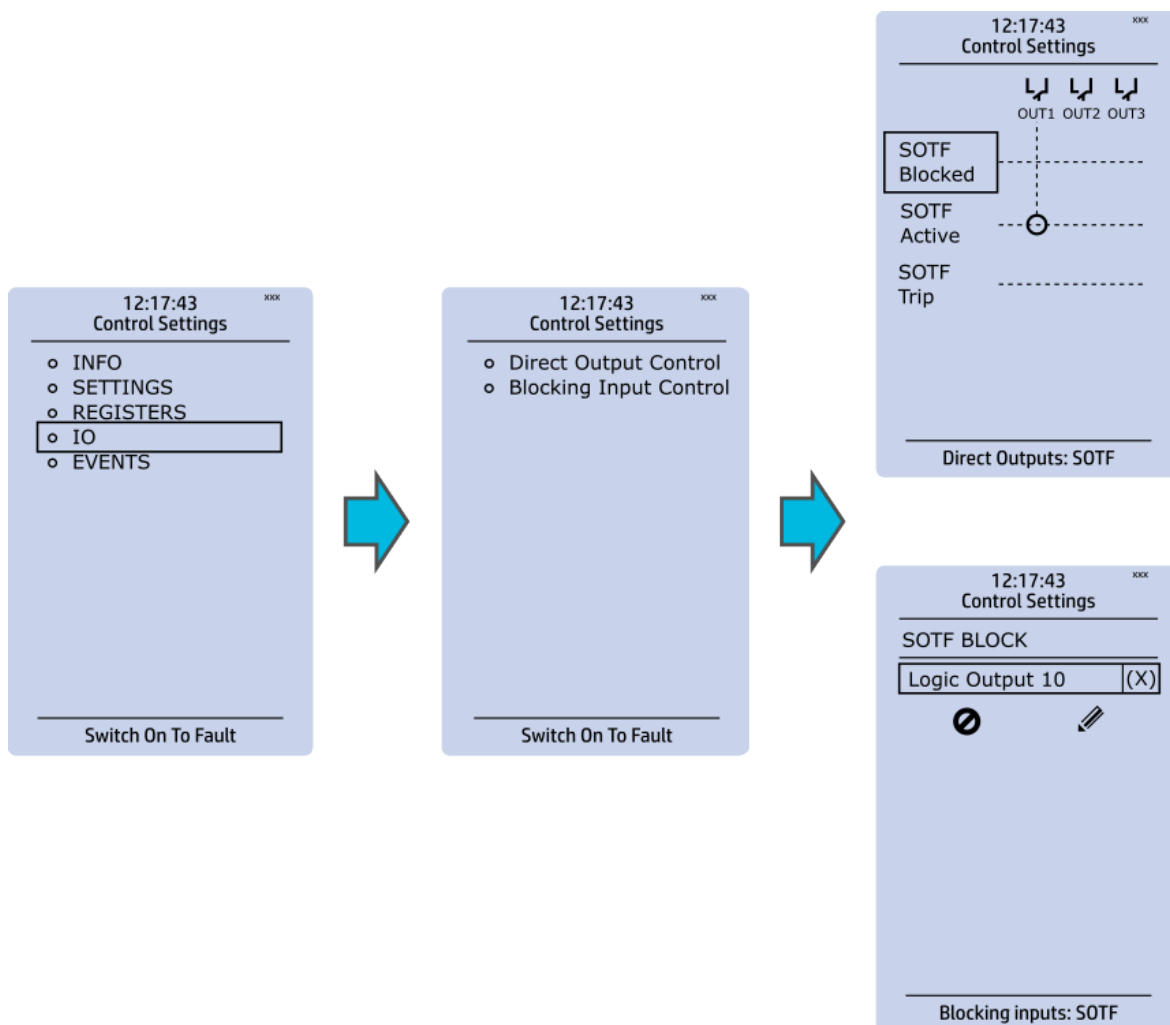 12:17:43 xxx
Control Settings
INFO
SETTINGS
REGISTERS
IO
EVENTS
Switch On To Fault
12:17:43 xxx
Control Settings
Direct Output Control
Blocking Input Control
Switch On To Fault
12:17:43 xxx
Control Settings
OUT1 OUT2 OUT3
SOTF
Blocked
SOTF
Active
SOTF
Trip
Direct Outputs: SOTF
12:17:43 xxx
Control Settings
SOTF BLOCK
Logic Output 10 (X)
Blocking inputs: SOTF